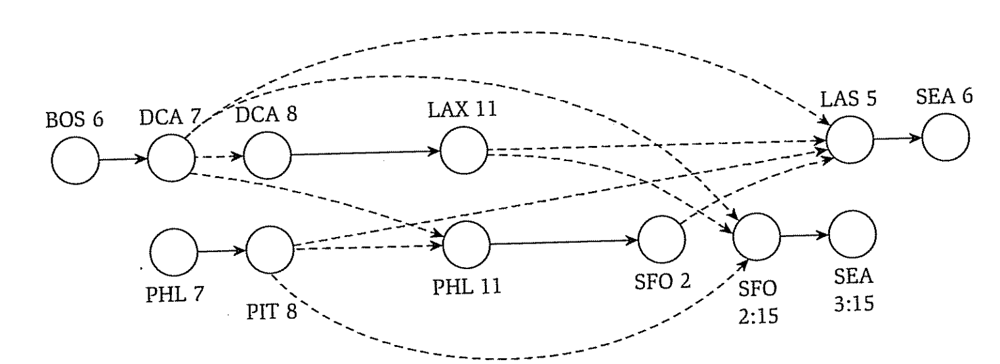 BOS 6
DCA 7
DCA 8
LAX 11
LAS 5
SEA 6
PHL 7
PIT 8
PHL 11
SFO 2
SFO
2:15
SEA
3:15